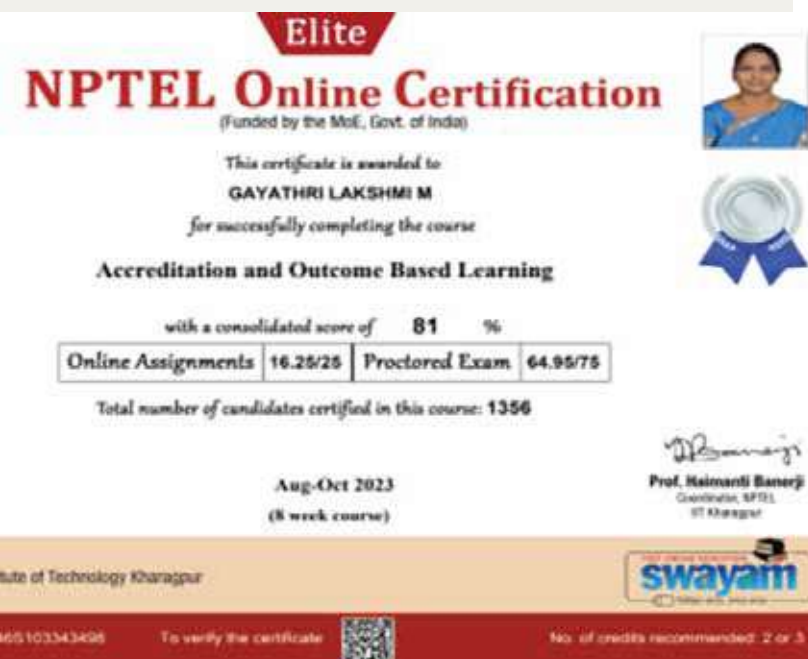 Elite
NPTEL Online Certification
(Funded by the MoE, Govt. of India)
This certificate is awarded to
GAYATHRI LAKSHMI M
for successfully completing the course
Accreditation and Outcome Based Learning
with a consolidated score of 81 %
Online Assignments 16.25/25 Proctored Exam 64.95/75
Total number of candidates certified in this course: 1356
Aug-Oct 2023
(8 week course)
Prof. Haimanti Banerji
Coordinator, NPTEL
IIT Kharagpur
tute of Technology Kharagpur
swayam
To verify the certificate
No. of credits recommended: 2 or 3